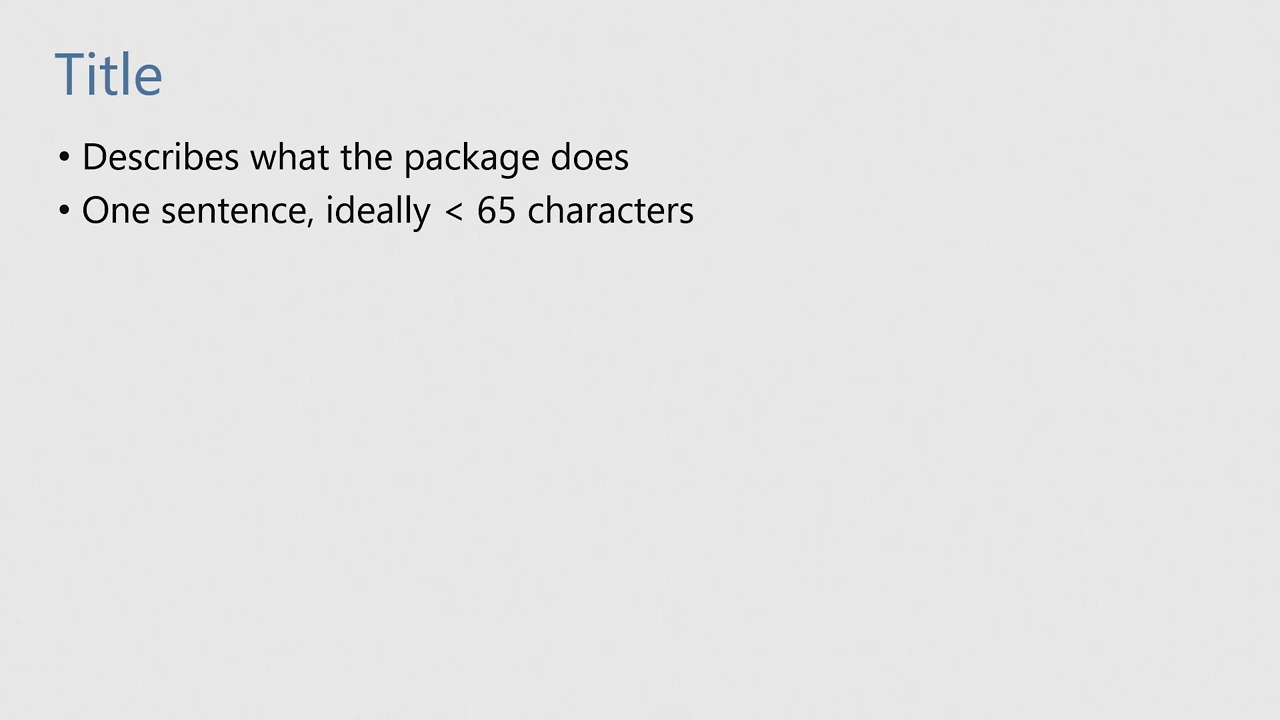 Title
• Describes what the package does
• One sentence, ideally < 65 characters